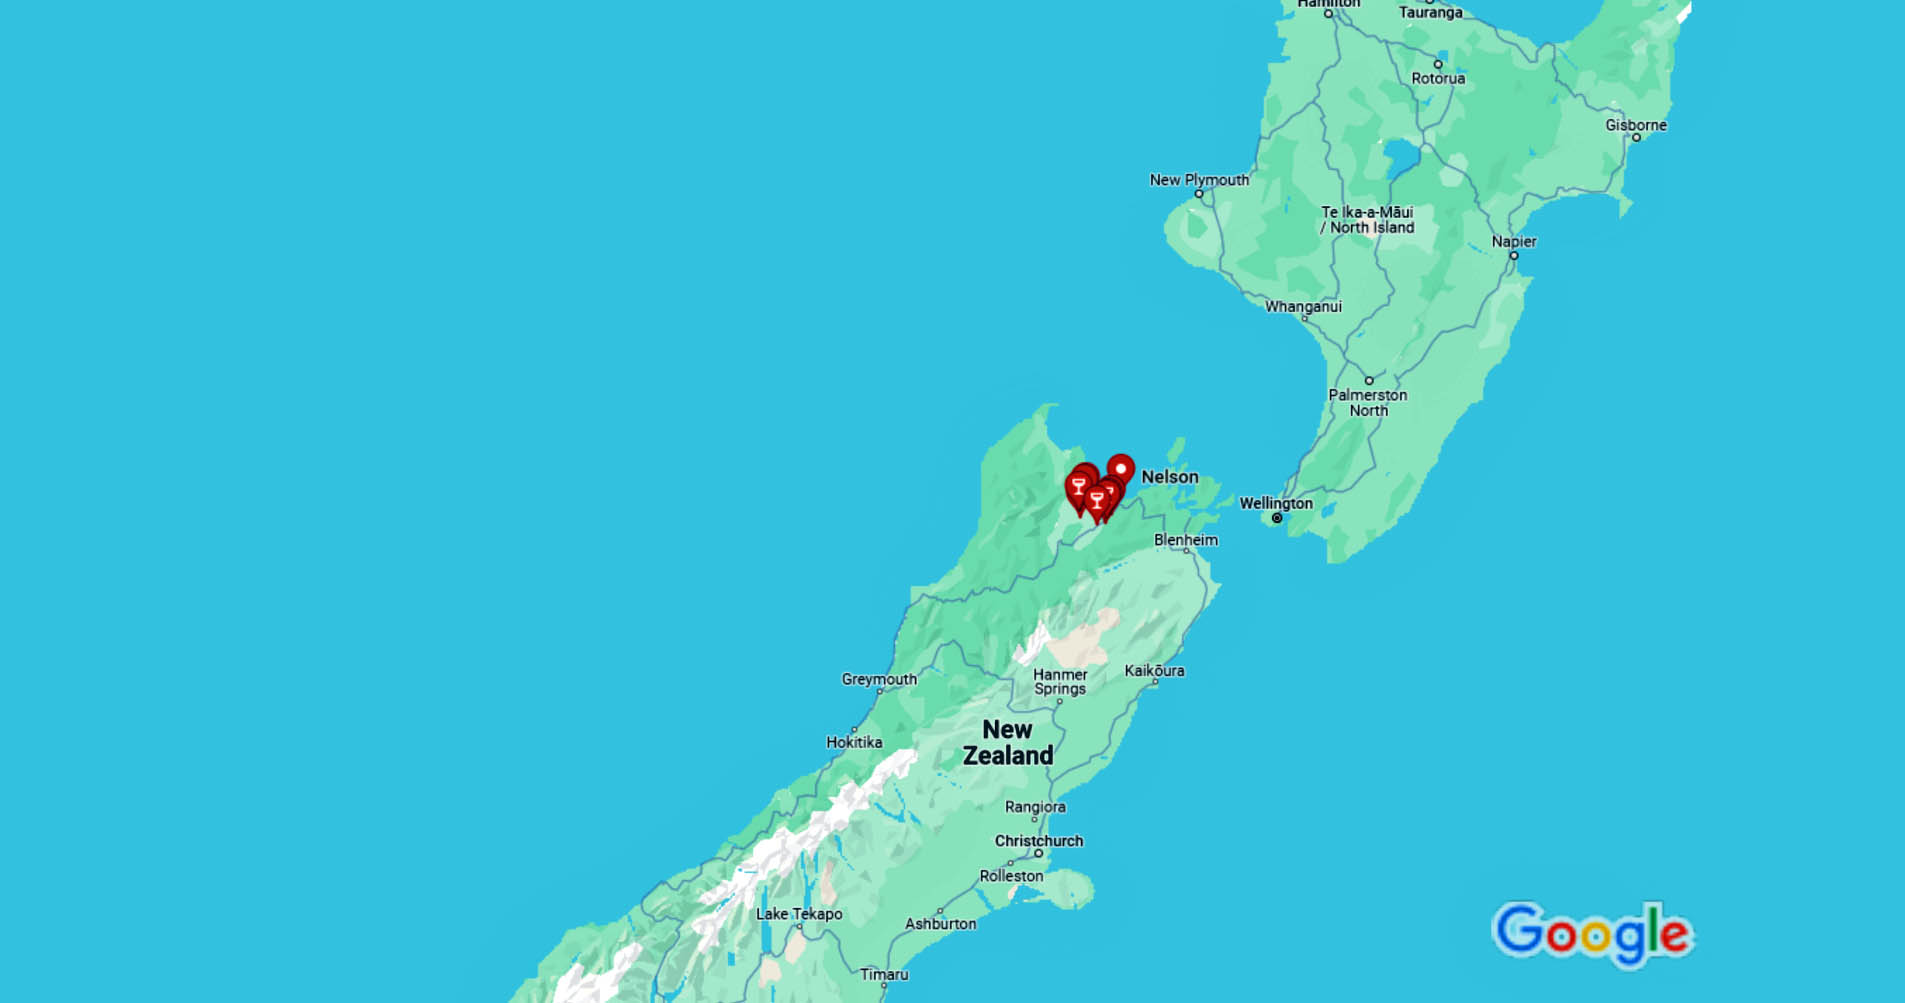 Hamilton
Tauranga
Rotorua
Gisborne
New Plymouth
Te Ika-a-Māui
/ North Island
Napier
Whanganui
Palmerston
North
Nelson
Wellington
Blenheim
Kaikōura
Hanmer
Springs
Greymouth
New
Zealand
Hokitika
Rangiora
Christchurch
Rolleston
Lake Tekapo
Ashburton
Google
Timaru